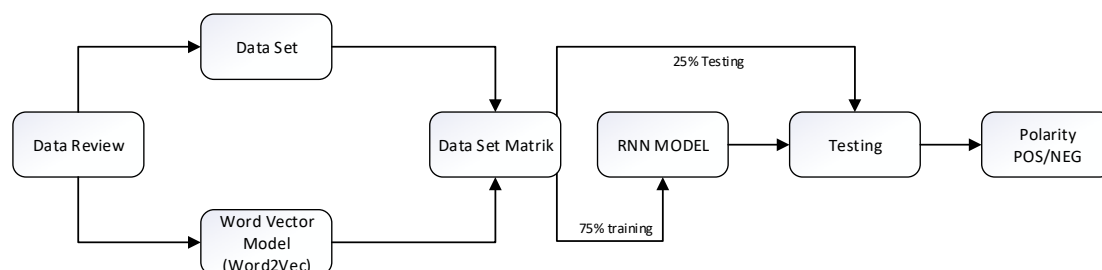 Data Set
25% Testing
Data Review
Data Set Matrik
RNN MODEL
Testing
Polarity
POS/NEG
75% training
Word Vector
Model
(Word2Vec)